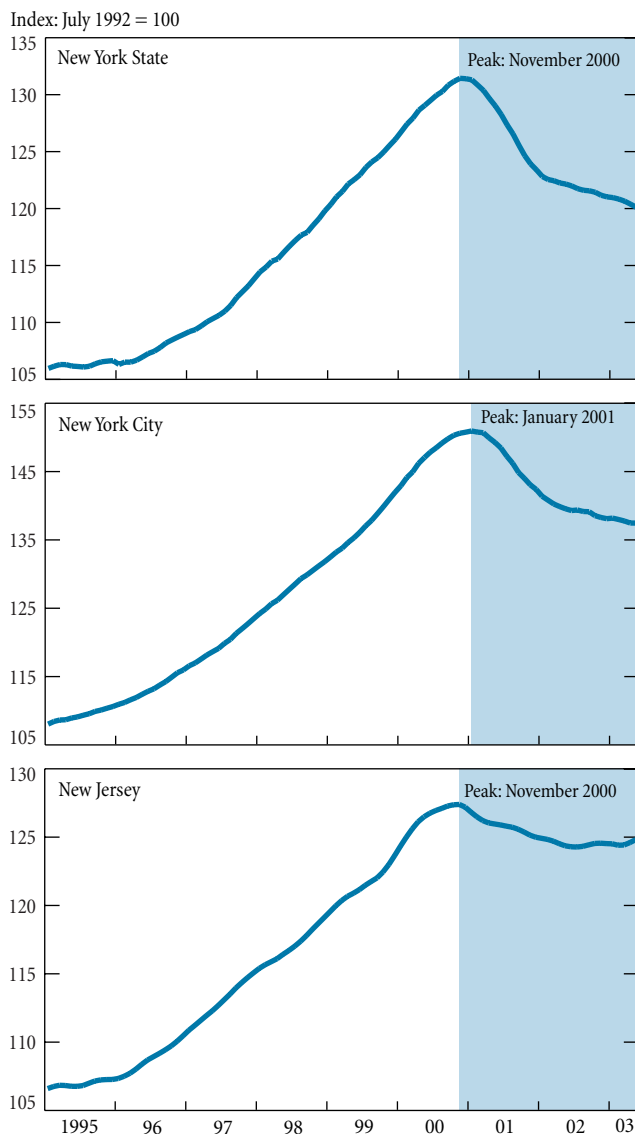 Index: July 1992 = 100
135
New York State
Peak: November 2000
130
125
120
115
110
105
155
New York City
Peak: January 2001
145
135
125
115
105
130
New Jersey
Peak: November 2000
125
120
115
110
105
1995 96 97 98 99 00 01 02 03